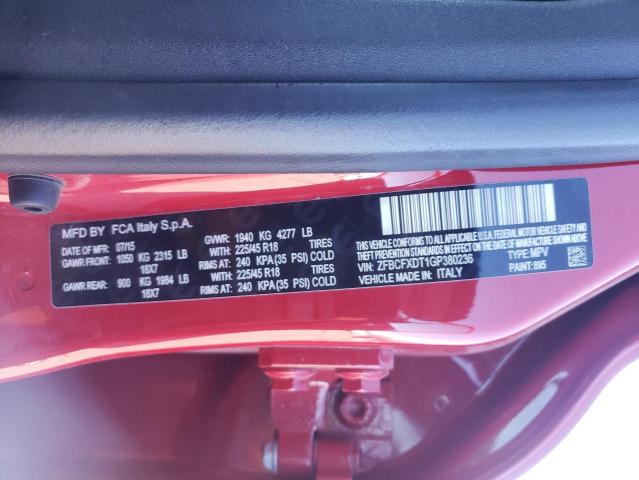 MFD BY FCA Italy S.p.A.
DATE OF MFD: 07/15 GVWR: 1940 KG 4277 LB
GAWR FRONT: 1050 KG 2315 LB 225/45 R18 TIRES
18X7 RIMS AT: 240 KPA(35 PSI) COLD
GAWR REAR: 900 KG 1984 LB 225/45 R18 TIRES
18X7 RIMS AT: 240 KPA(35 PSI) COLD
THIS VEHICLE CONFORMS TO ALL APPLICABLE
U.S.A. FEDERAL MOTOR VEHICLE SAFETY, BUMPER AND THEFT
PREVENTION STANDARDS IN EFFECT ON THE DATE OF MANUFACTURE SHOWN ABOVE
VIN: ZFBCFXDT1GP380236 TYPE: MPV
VEHICLE MADE IN: ITALY PAINT: 895